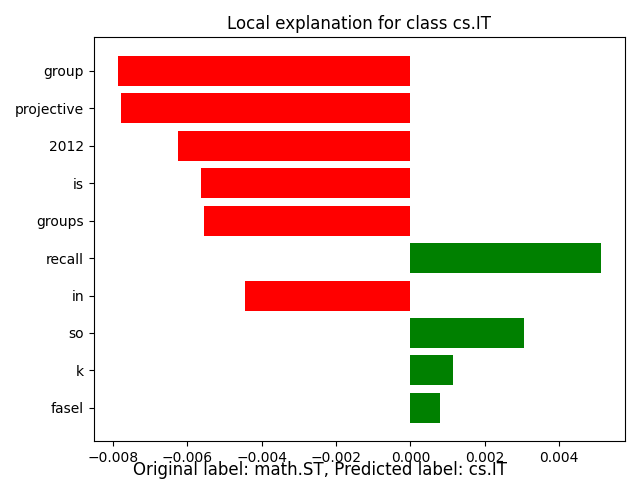 Local explanation for class cs.IT
group
projective
2012
is
groups
recall
in
so
k
fasel
−0.008 −0.006 −0.004 −0.002 0.000 0.002 0.004
Original label: math.ST, Predicted label: cs.IT